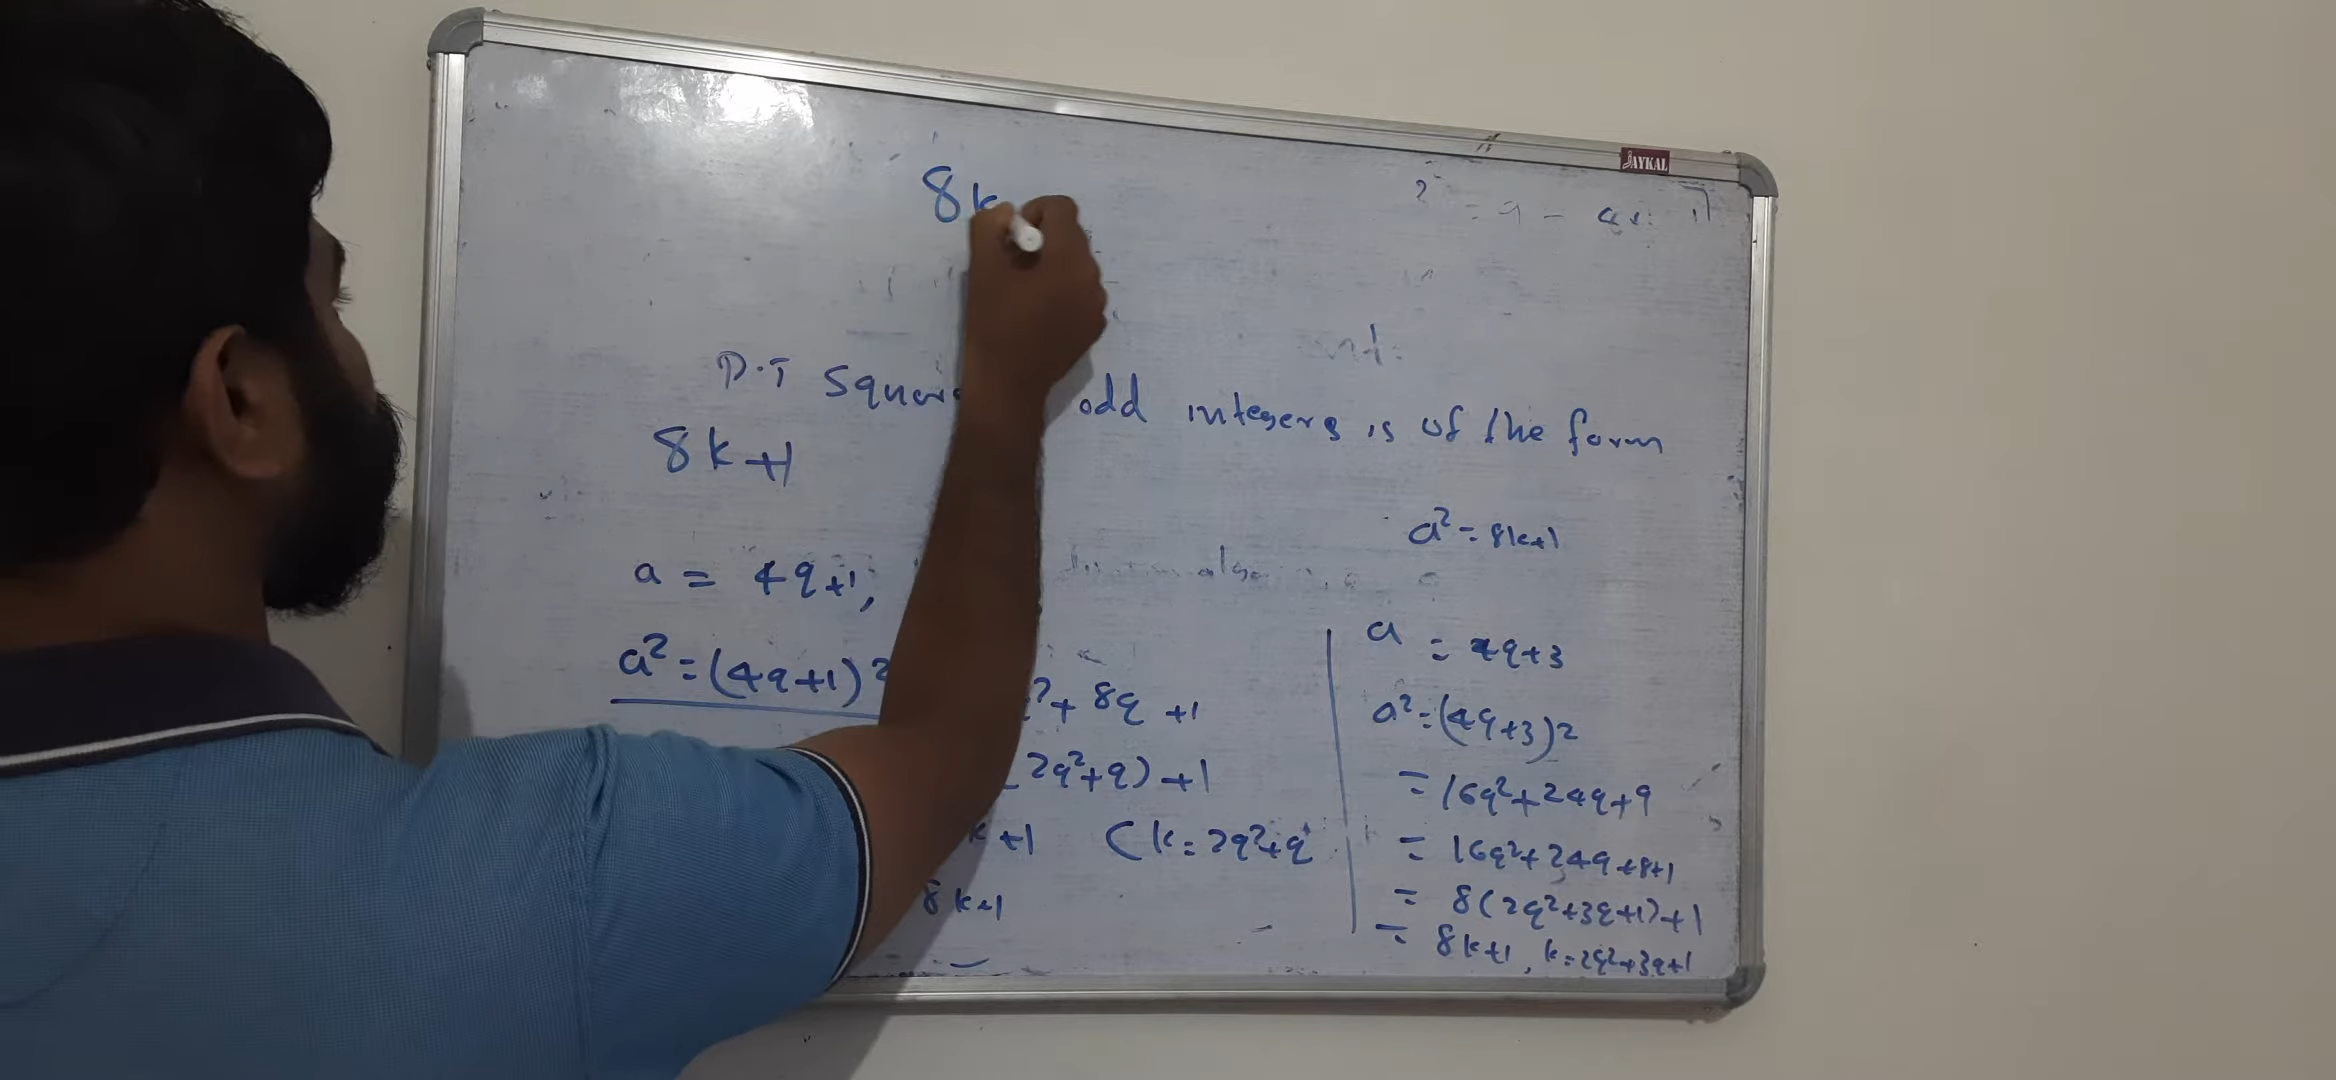 JAYKAL
8k
P.T Square odd integers is of the form
8k+1
a² = 8k+1
a = 4q+1,
a² = (4q+1)²
² + 8q + 1
2q²+q) + 1
k+1 (k = 2q²+q
8k+1
a = 4q+3
a² = (4q+3)²
= 16q² + 24q + 9
= 16q² + 24q + 8+1
= 8(2q²+3q+1)+1
= 8k+1, k=2q²+3q+1